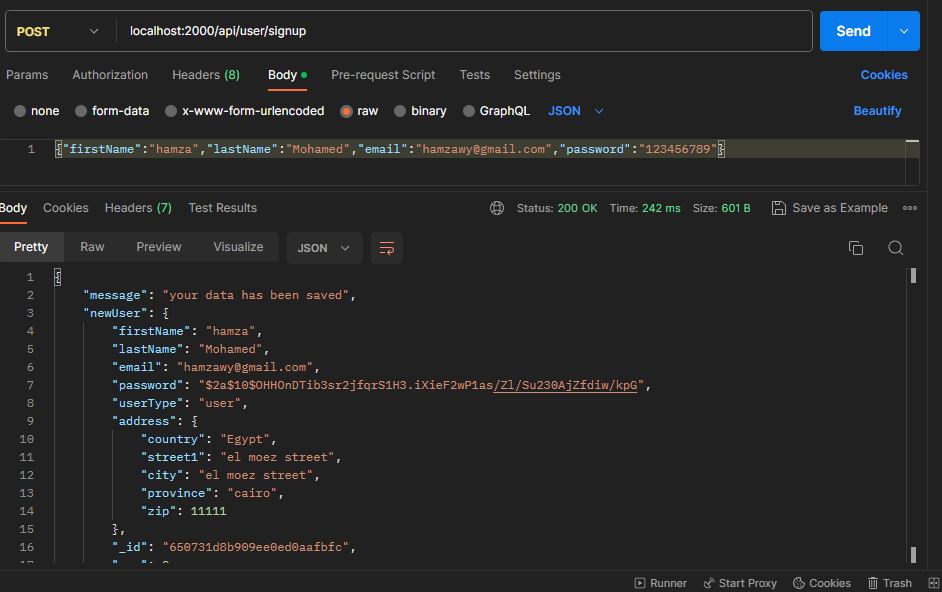 POST localhost:2000/api/user/signup Send
Params Authorization Headers (8) Body Pre-request Script Tests Settings Cookies
none form-data x-www-form-urlencoded raw binary GraphQL JSON Beautify
1 {"firstName":"hamza","lastName":"Mohamed","email":"hamzawy@gmail.com","password":"123456789"}
Body Cookies Headers (7) Test Results Status: 200 OK Time: 242 ms Size: 601 B Save as Example
Pretty Raw Preview Visualize JSON
1 {
2 "message": "your data has been saved",
3 "newUser": {
4 "firstName": "hamza",
5 "lastName": "Mohamed",
6 "email": "hamzawy@gmail.com",
7 "password": "$2a$10$OHHOnDTib3sr2jfqrS1H3.iXieF2wP1as/Zl/Su230AjZfdiw/kpG",
8 "userType": "user",
9 "address": {
10 "country": "Egypt",
11 "street1": "el moez street",
12 "city": "el moez street",
13 "province": "cairo",
14 "zip": 11111
15 },
16 "_id": "650731d8b909ee0ed0aafbfc",
Runner Start Proxy Cookies Trash